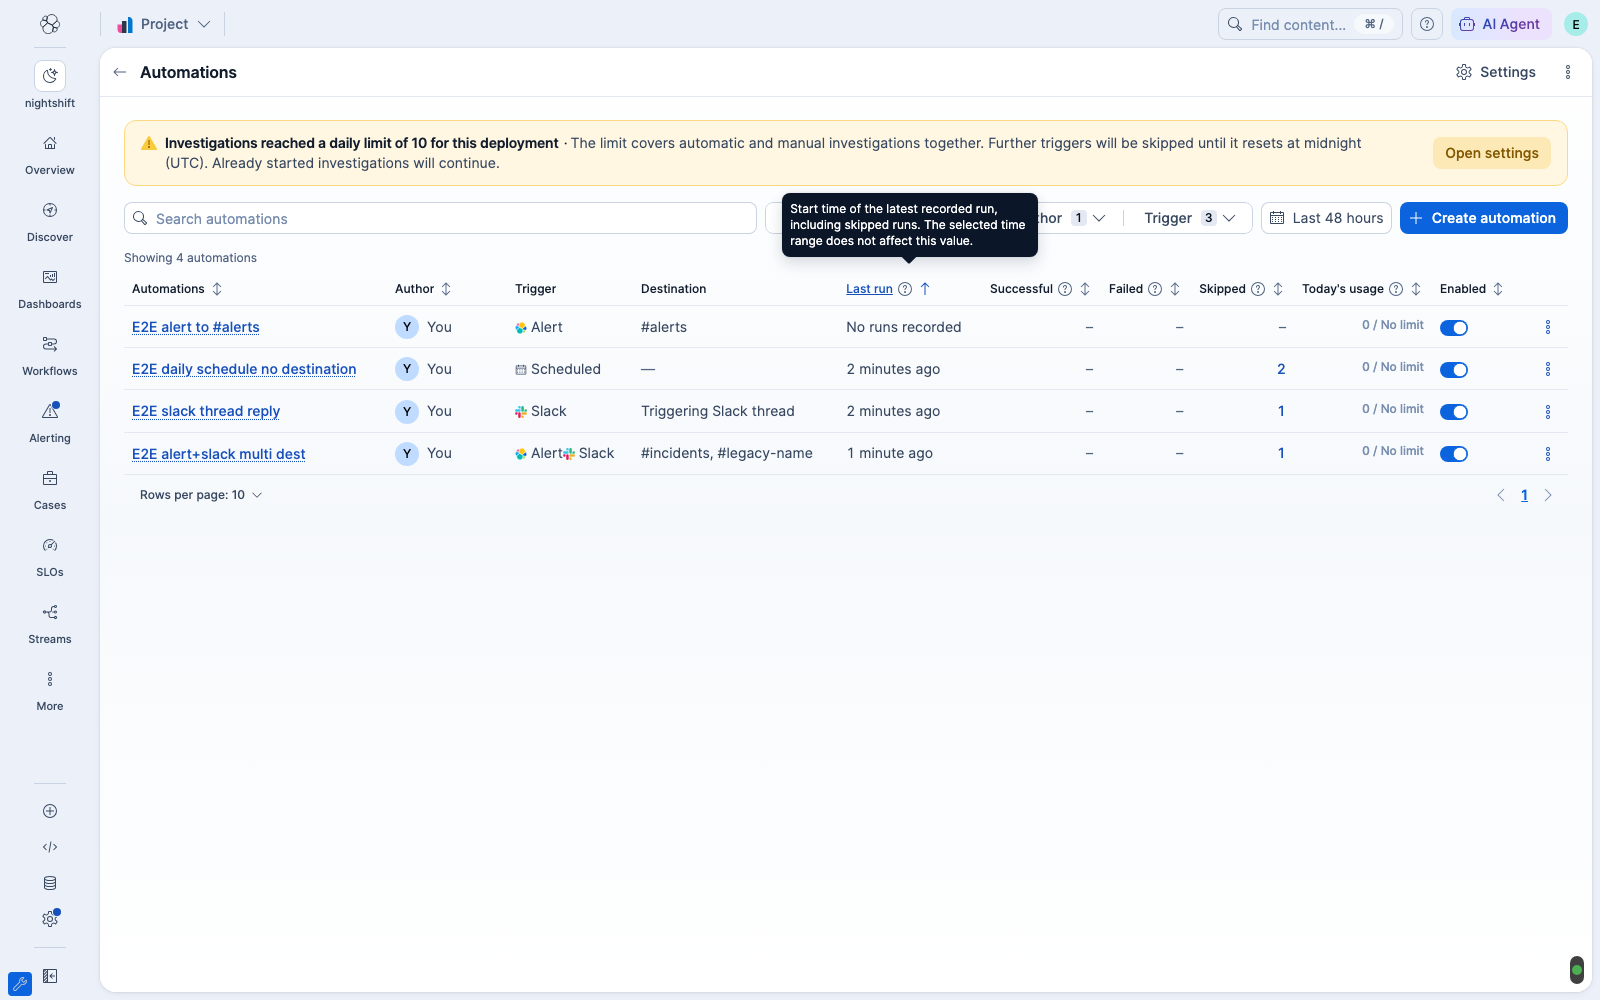 Project
Find content...
⌘ /
AI Agent
E
nightshift
Overview
Discover
Dashboards
Workflows
Alerting
Cases
SLOs
Streams
More
Automations
Settings
Investigations reached a daily limit of 10 for this deployment · The limit covers automatic and manual investigations together. Further triggers will be skipped until it resets at midnight
(UTC). Already started investigations will continue.
Open settings
Start time of the latest recorded run,
including skipped runs. The selected time
range does not affect this value.
Search automations
hor 1
Trigger 3
Last 48 hours
Create automation
Showing 4 automations
Automations Author Trigger Destination Last run Successful Failed Skipped Today's usage Enabled
E2E alert to #alerts Y You Alert #alerts No runs recorded – – – 0 / No limit
E2E daily schedule no destination Y You Scheduled — 2 minutes ago – – 2 0 / No limit
E2E slack thread reply Y You Slack Triggering Slack thread 2 minutes ago – – 1 0 / No limit
E2E alert+slack multi dest Y You Alert Slack #incidents, #legacy-name 1 minute ago – – 1 0 / No limit
Rows per page: 10
1